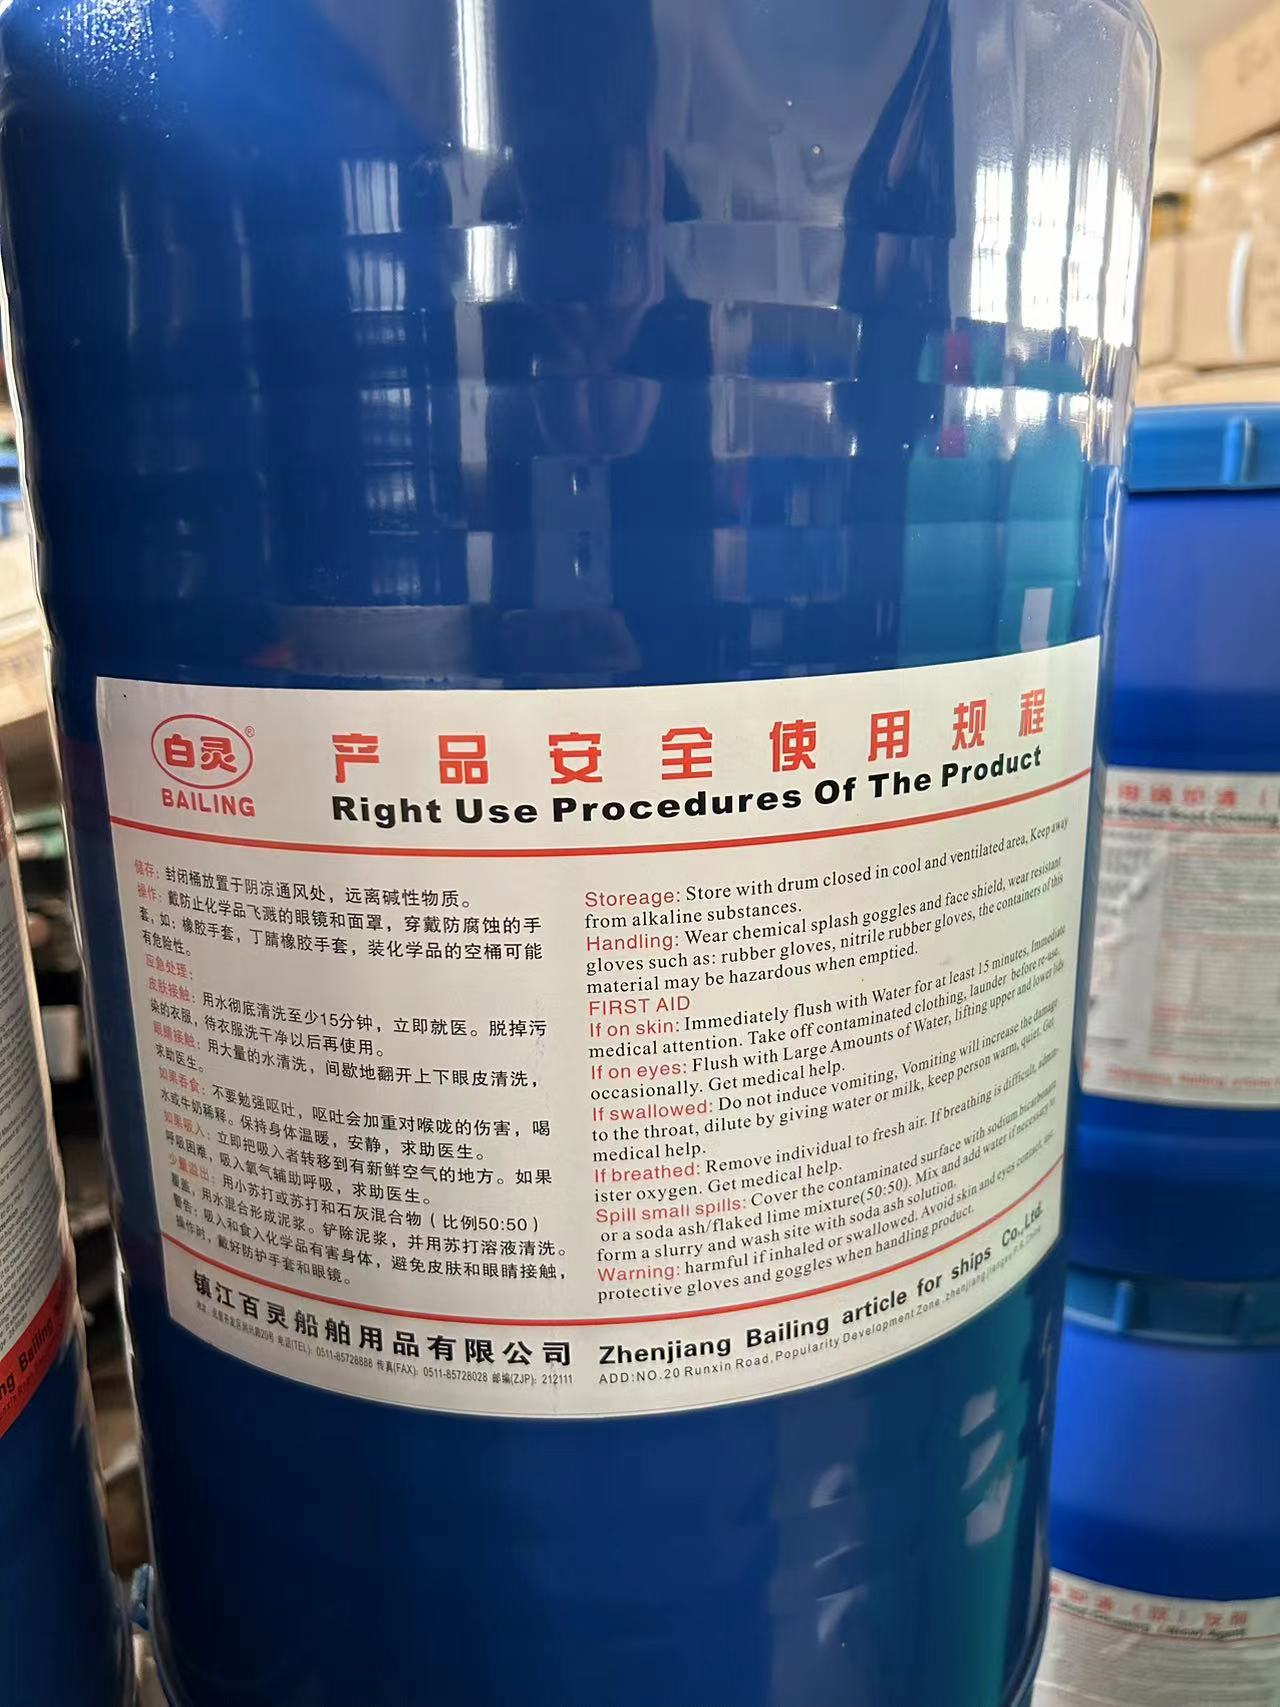 白灵®
BAILING
产品安全使用规程
Right Use Procedures Of The Product
储存: 封闭桶放置于阴凉通风处，远离碱性物质。
操作: 戴防止化学品飞溅的眼镜和面罩，穿戴防腐蚀的手
套，如: 橡胶手套，丁腈橡胶手套，装化学品的空桶可能
有危险性。
应急处理:
皮肤接触: 用水彻底清洗至少15分钟，立即就医。脱掉污
染的衣服，待衣服洗干净以后再使用。
眼睛接触: 用大量的水清洗，间歇地翻开上下眼皮清洗，
求助医生。
如果吞食: 不要勉强呕吐，呕吐会加重对喉咙的伤害，喝
水或牛奶稀释。保持身体温暖，安静，求助医生。
如果吸入: 立即把吸入者转移到有新鲜空气的地方。如果
呼吸困难，吸入氧气辅助呼吸，求助医生。
少量溢出: 用小苏打或苏打和石灰混合物（比例50:50）
覆盖，用水混合形成泥浆。铲除泥浆，并用苏打溶液清洗。
警告: 吸入和食入化学品有害身体，避免皮肤和眼睛接触，
操作时，戴好防护手套和眼镜。
Storeage: Store with drum closed in cool and ventilated area, Keep away
from alkaline substances.
Handling: Wear chemical splash goggles and face shield, wear resistant
gloves such as: rubber gloves, nitrile rubber gloves, the containers of this
material may be hazardous when emptied.
FIRST AID
If on skin: Immediately flush with Water for at least 15 minutes, Immediate
medical attention. Take off contaminated clothing, launder before re-use.
If on eyes: Flush with Large Amounts of Water, lifting upper and lower lids
occasionally. Get medical help.
If swallowed: Do not induce vomiting, Vomiting will increase the damage
to the throat, dilute by giving water or milk, keep person warm, quiet. Get
medical help.
If breathed: Remove individual to fresh air. If breathing is difficult, admin-
ister oxygen. Get medical help.
Spill small spills: Cover the contaminated surface with sodium bicarbonate
or a soda ash/flaked lime mixture(50:50). Mix and add water if necessary to
form a slurry and wash site with soda ash solution.
Warning: harmful if inhaled or swallowed. Avoid skin and eyes contact, use
protective gloves and goggles when handling product.
镇江百灵船舶用品有限公司
电话(TEL): 0511-85728888 传真(FAX): 0511-85728028 邮编(ZJP): 212111
Zhenjiang Bailing article for ships Co.,Ltd.
ADD:NO.20 Runxin Road, Popularity Development Zone, zhenjiang,jiangsu
Bailing